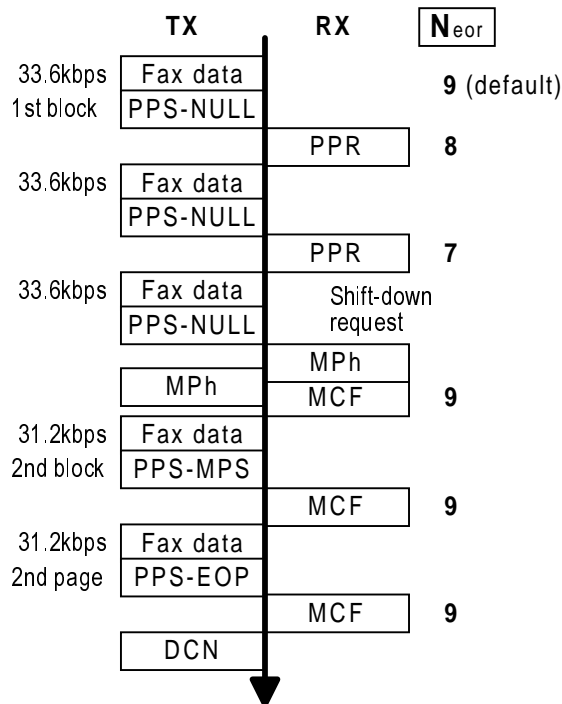 TX RX Neor
33.6kbps Fax data 9 (default)
1st block PPS-NULL
PPR 8
33.6kbps Fax data
PPS-NULL
PPR 7
33.6kbps Fax data Shift-down
PPS-NULL request
MPh
MPh
MCF 9
31.2kbps Fax data
2nd block PPS-MPS
MCF 9
31.2kbps Fax data
2nd page PPS-EOP
MCF 9
DCN